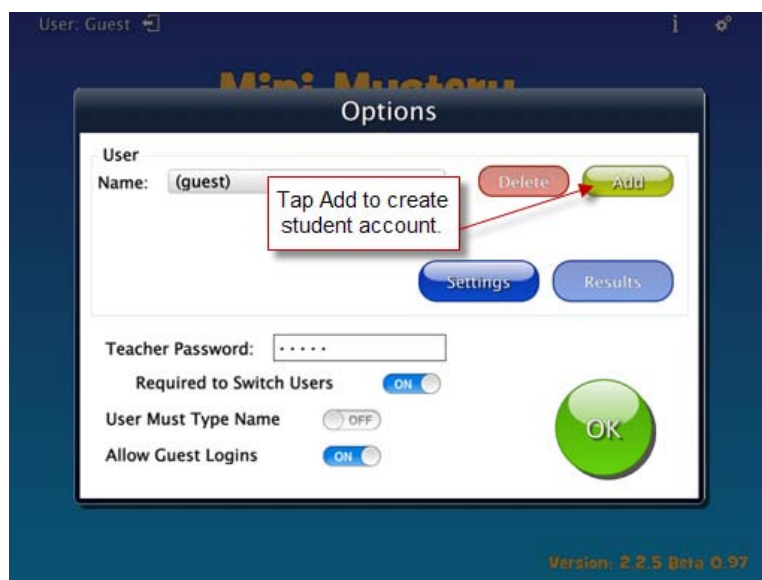 User: Guest
i
Options
User
Name: (guest) Delete Add
Tap Add to create
student account.
Settings Results
Teacher Password: •••••
Required to Switch Users ON
User Must Type Name OFF
OK
Allow Guest Logins ON
Version: 2.2.5 Beta 0.97